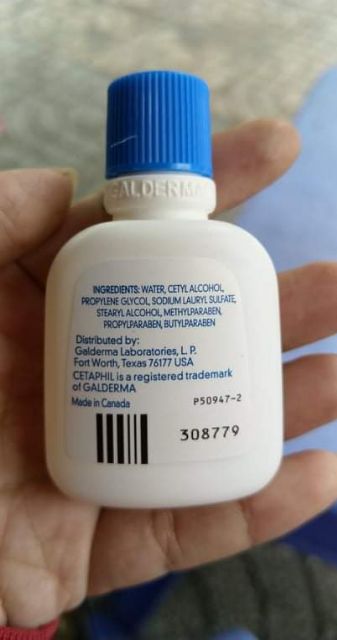 GALDERMA
INGREDIENTS: WATER, CETYL ALCOHOL,
PROPYLENE GLYCOL, SODIUM LAURYL SULFATE,
STEARYL ALCOHOL, METHYLPARABEN,
PROPYLPARABEN, BUTYLPARABEN
Distributed by:
Galderma Laboratories, L. P.
Fort Worth, Texas 76177 USA
CETAPHIL is a registered trademark
of GALDERMA
Made in Canada
P50947-2
308779